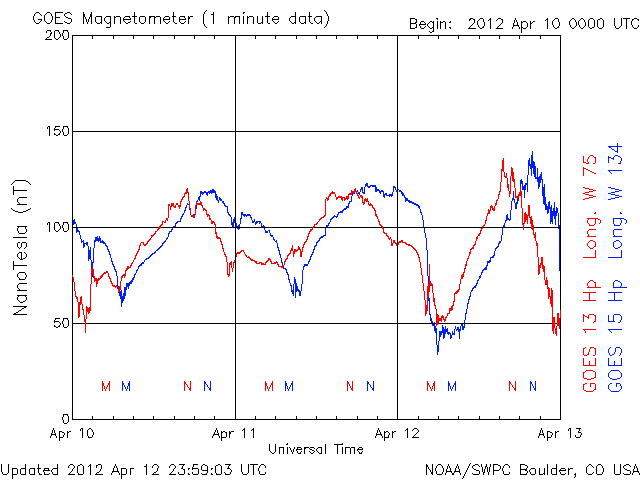 GOES Magnetometer (1 minute data)
Begin: 2012 Apr 10 0000 UTC
200
150
100
50
0
NanoTesla (nT)
M M N N M M N N M M N N
Apr 10 Apr 11 Apr 12 Apr 13
Universal Time
GOES 13 Hp Long. W 75
GOES 15 Hp Long. W 134
Updated 2012 Apr 12 23:59:03 UTC
NOAA/SWPC Boulder, CO USA